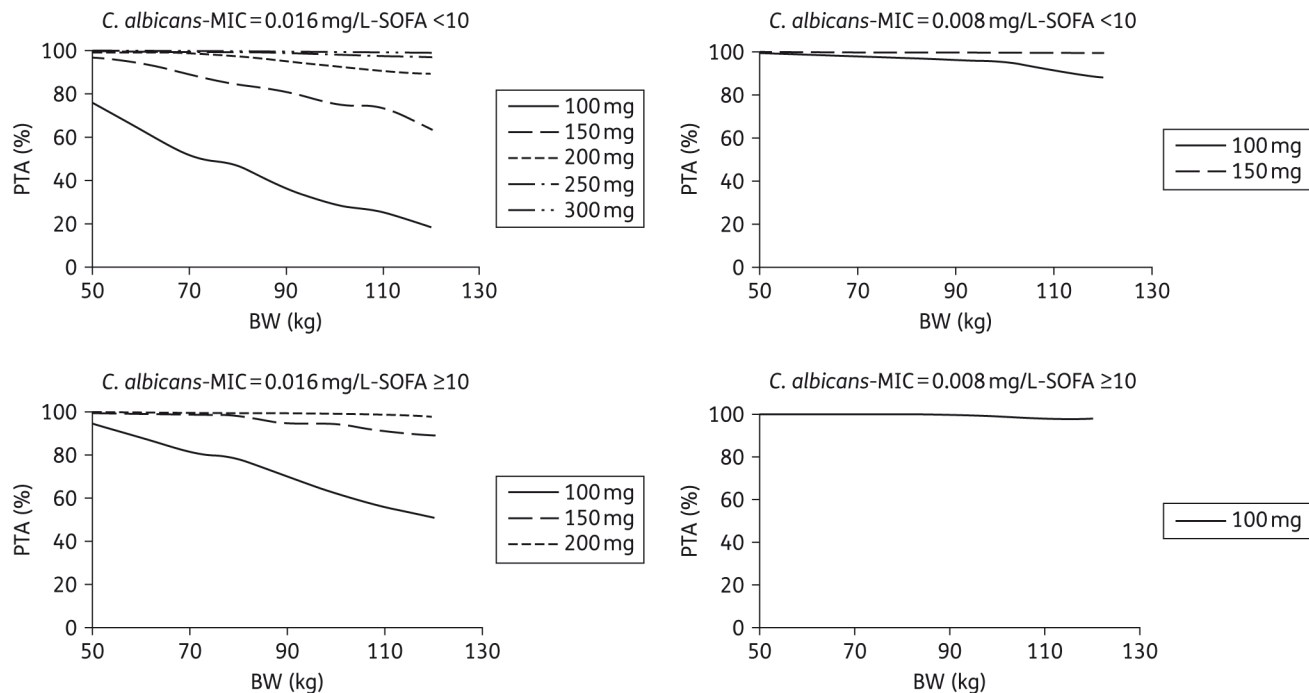 C. albicans-MIC=0.016 mg/L-SOFA <10
100
80
60
40
20
0
PTA (%)
50 70 90 110 130
BW (kg)
100 mg
150 mg
200 mg
250 mg
300 mg
C. albicans-MIC=0.008 mg/L-SOFA <10
100
80
60
40
20
0
PTA (%)
50 70 90 110 130
BW (kg)
100 mg
150 mg
C. albicans-MIC=0.016 mg/L-SOFA ≥10
100
80
60
40
20
0
PTA (%)
50 70 90 110 130
BW (kg)
100 mg
150 mg
200 mg
C. albicans-MIC=0.008 mg/L-SOFA ≥10
100
80
60
40
20
0
PTA (%)
50 70 90 110 130
BW (kg)
100 mg